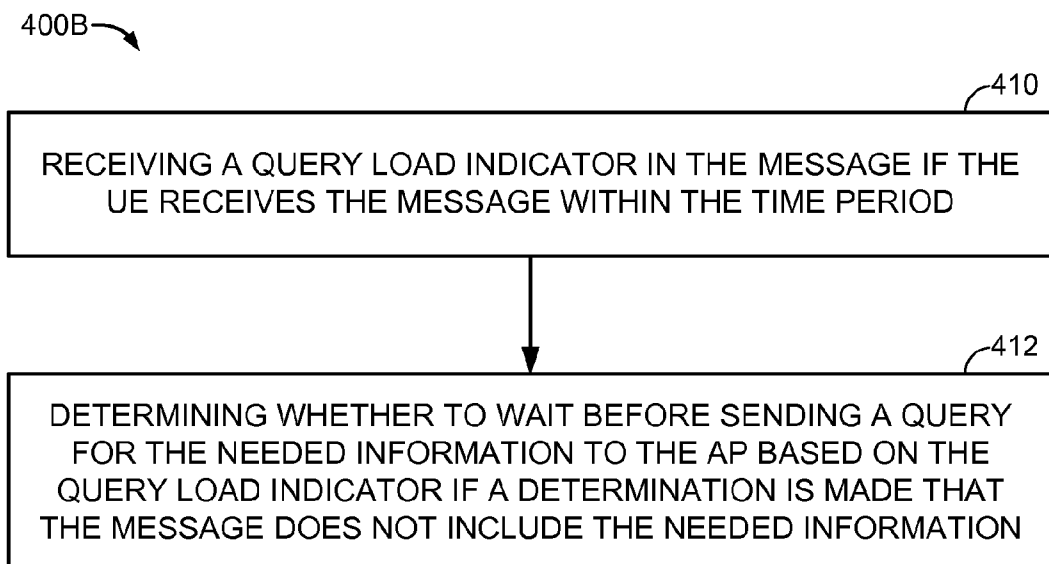 400B
410
RECEIVING A QUERY LOAD INDICATOR IN THE MESSAGE IF THE
UE RECEIVES THE MESSAGE WITHIN THE TIME PERIOD
412
DETERMINING WHETHER TO WAIT BEFORE SENDING A QUERY
FOR THE NEEDED INFORMATION TO THE AP BASED ON THE
QUERY LOAD INDICATOR IF A DETERMINATION IS MADE THAT
THE MESSAGE DOES NOT INCLUDE THE NEEDED INFORMATION